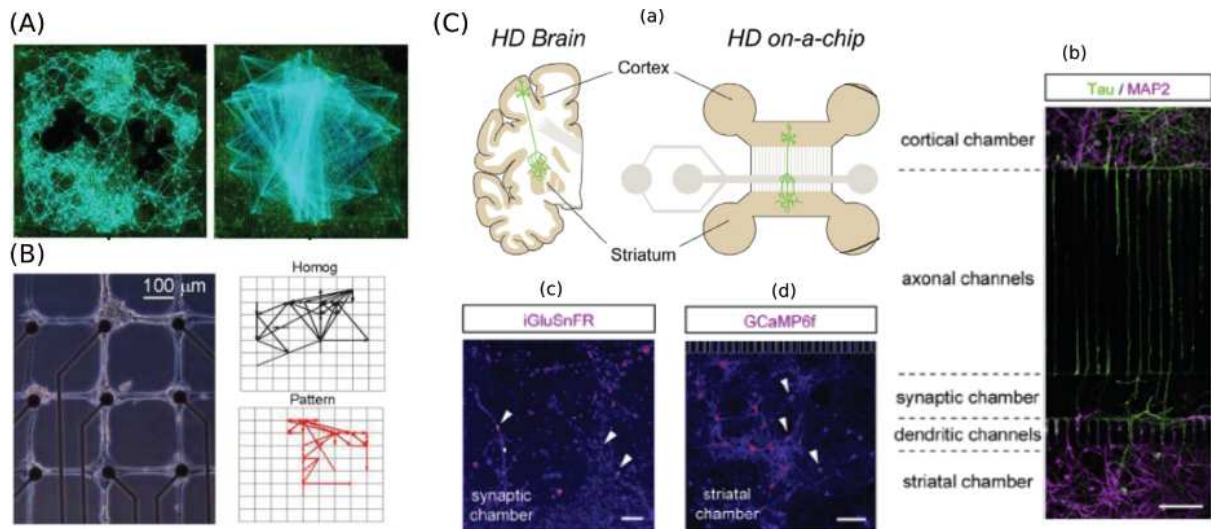 (A)
(B)
100 μm
Homog
Pattern
(C)
(a)
HD Brain
HD on-a-chip
Cortex
Striatum
(b)
Tau / MAP2
cortical chamber
axonal channels
synaptic chamber
dendritic channels
striatal chamber
(c)
iGluSnFR
synaptic
chamber
(d)
GCaMP6f
striatal
chamber